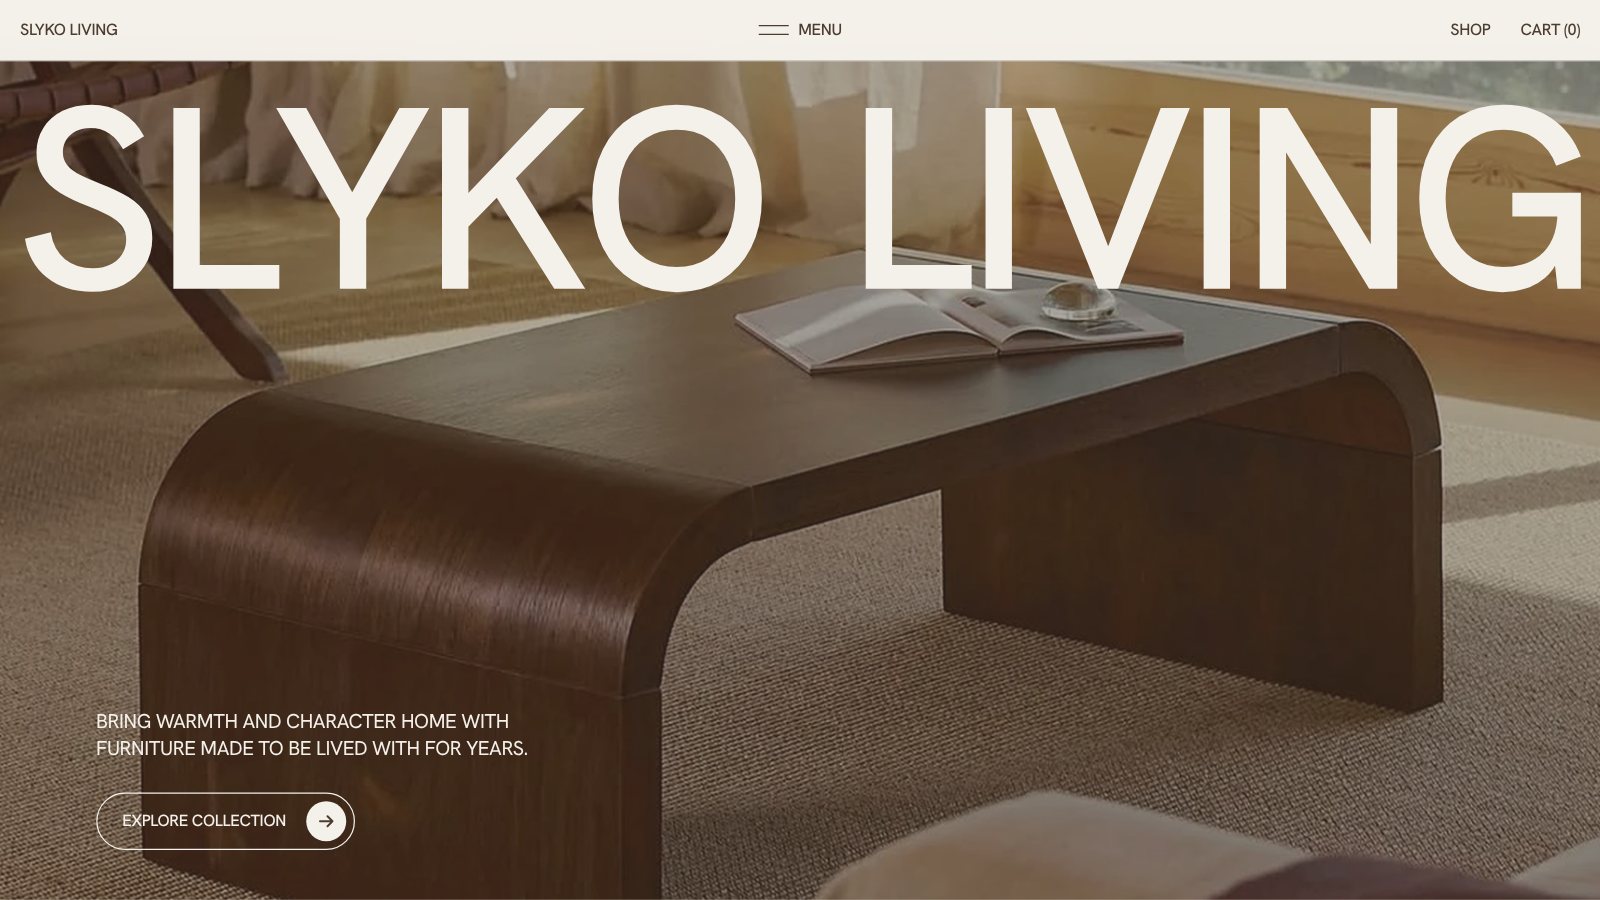 SLYKO LIVING
MENU
SHOP
CART (0)
SLYKO LIVING
BRING WARMTH AND CHARACTER HOME WITH
FURNITURE MADE TO BE LIVED WITH FOR YEARS.
EXPLORE COLLECTION